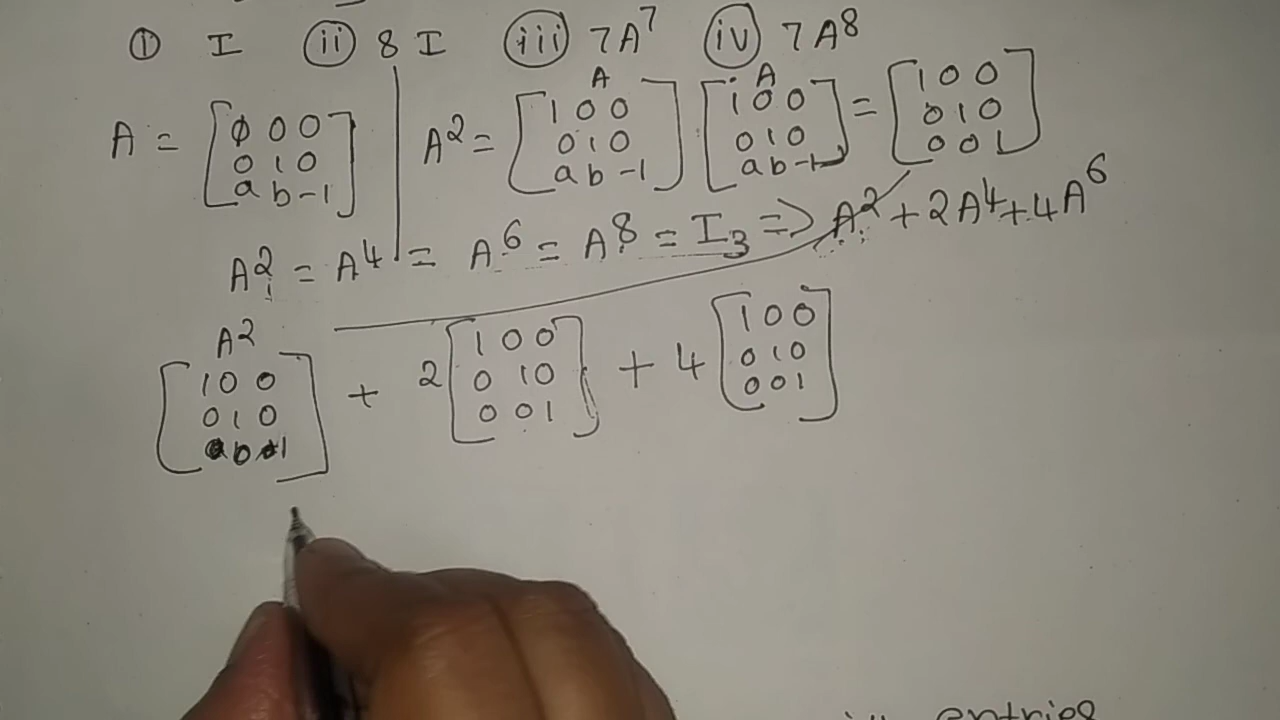 ① I (ii) 8 I (iii) 7A⁷ (iv) 7A⁸
A A
A = [ 0 0 0 A² = [ 1 0 0 [ 1 0 0 = [ 1 0 0
0 1 0 0 1 0 0 1 0 0 1 0
a b -1 ] a b -1 ] a b -1 ] 0 0 1 ]
A² = A⁴ = A⁶ = A⁸ = I₃ => A² + 2A⁴ + 4A⁶
A²
[ 1 0 0 + 2 [ 1 0 0 + 4 [ 1 0 0
0 1 0 0 1 0 0 1 0
b 1 ] 0 0 1 ] 0 0 1 ]
entries